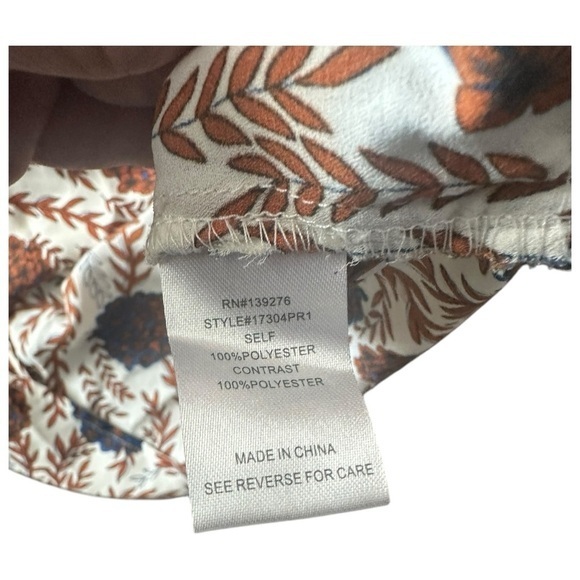 RN#139276
STYLE#17304PR1
SELF
100%POLYESTER
CONTRAST
100%POLYESTER
MADE IN CHINA
SEE REVERSE FOR CARE